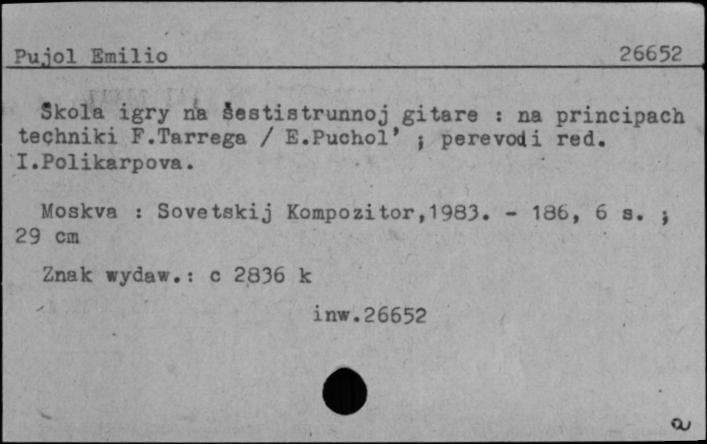 Pujol Emilio 26652
Škola igry na šestistrunnoj gitare : na principach
techniki F.Tarrega / E.Puchol' ; perevodi red.
I.Polikarpova.
Moskva : Sovetskij Kompozitor,1983. - 186, 6 s. ;
29 cm
Znak wydaw.: c 2836 k
inw.26652
a